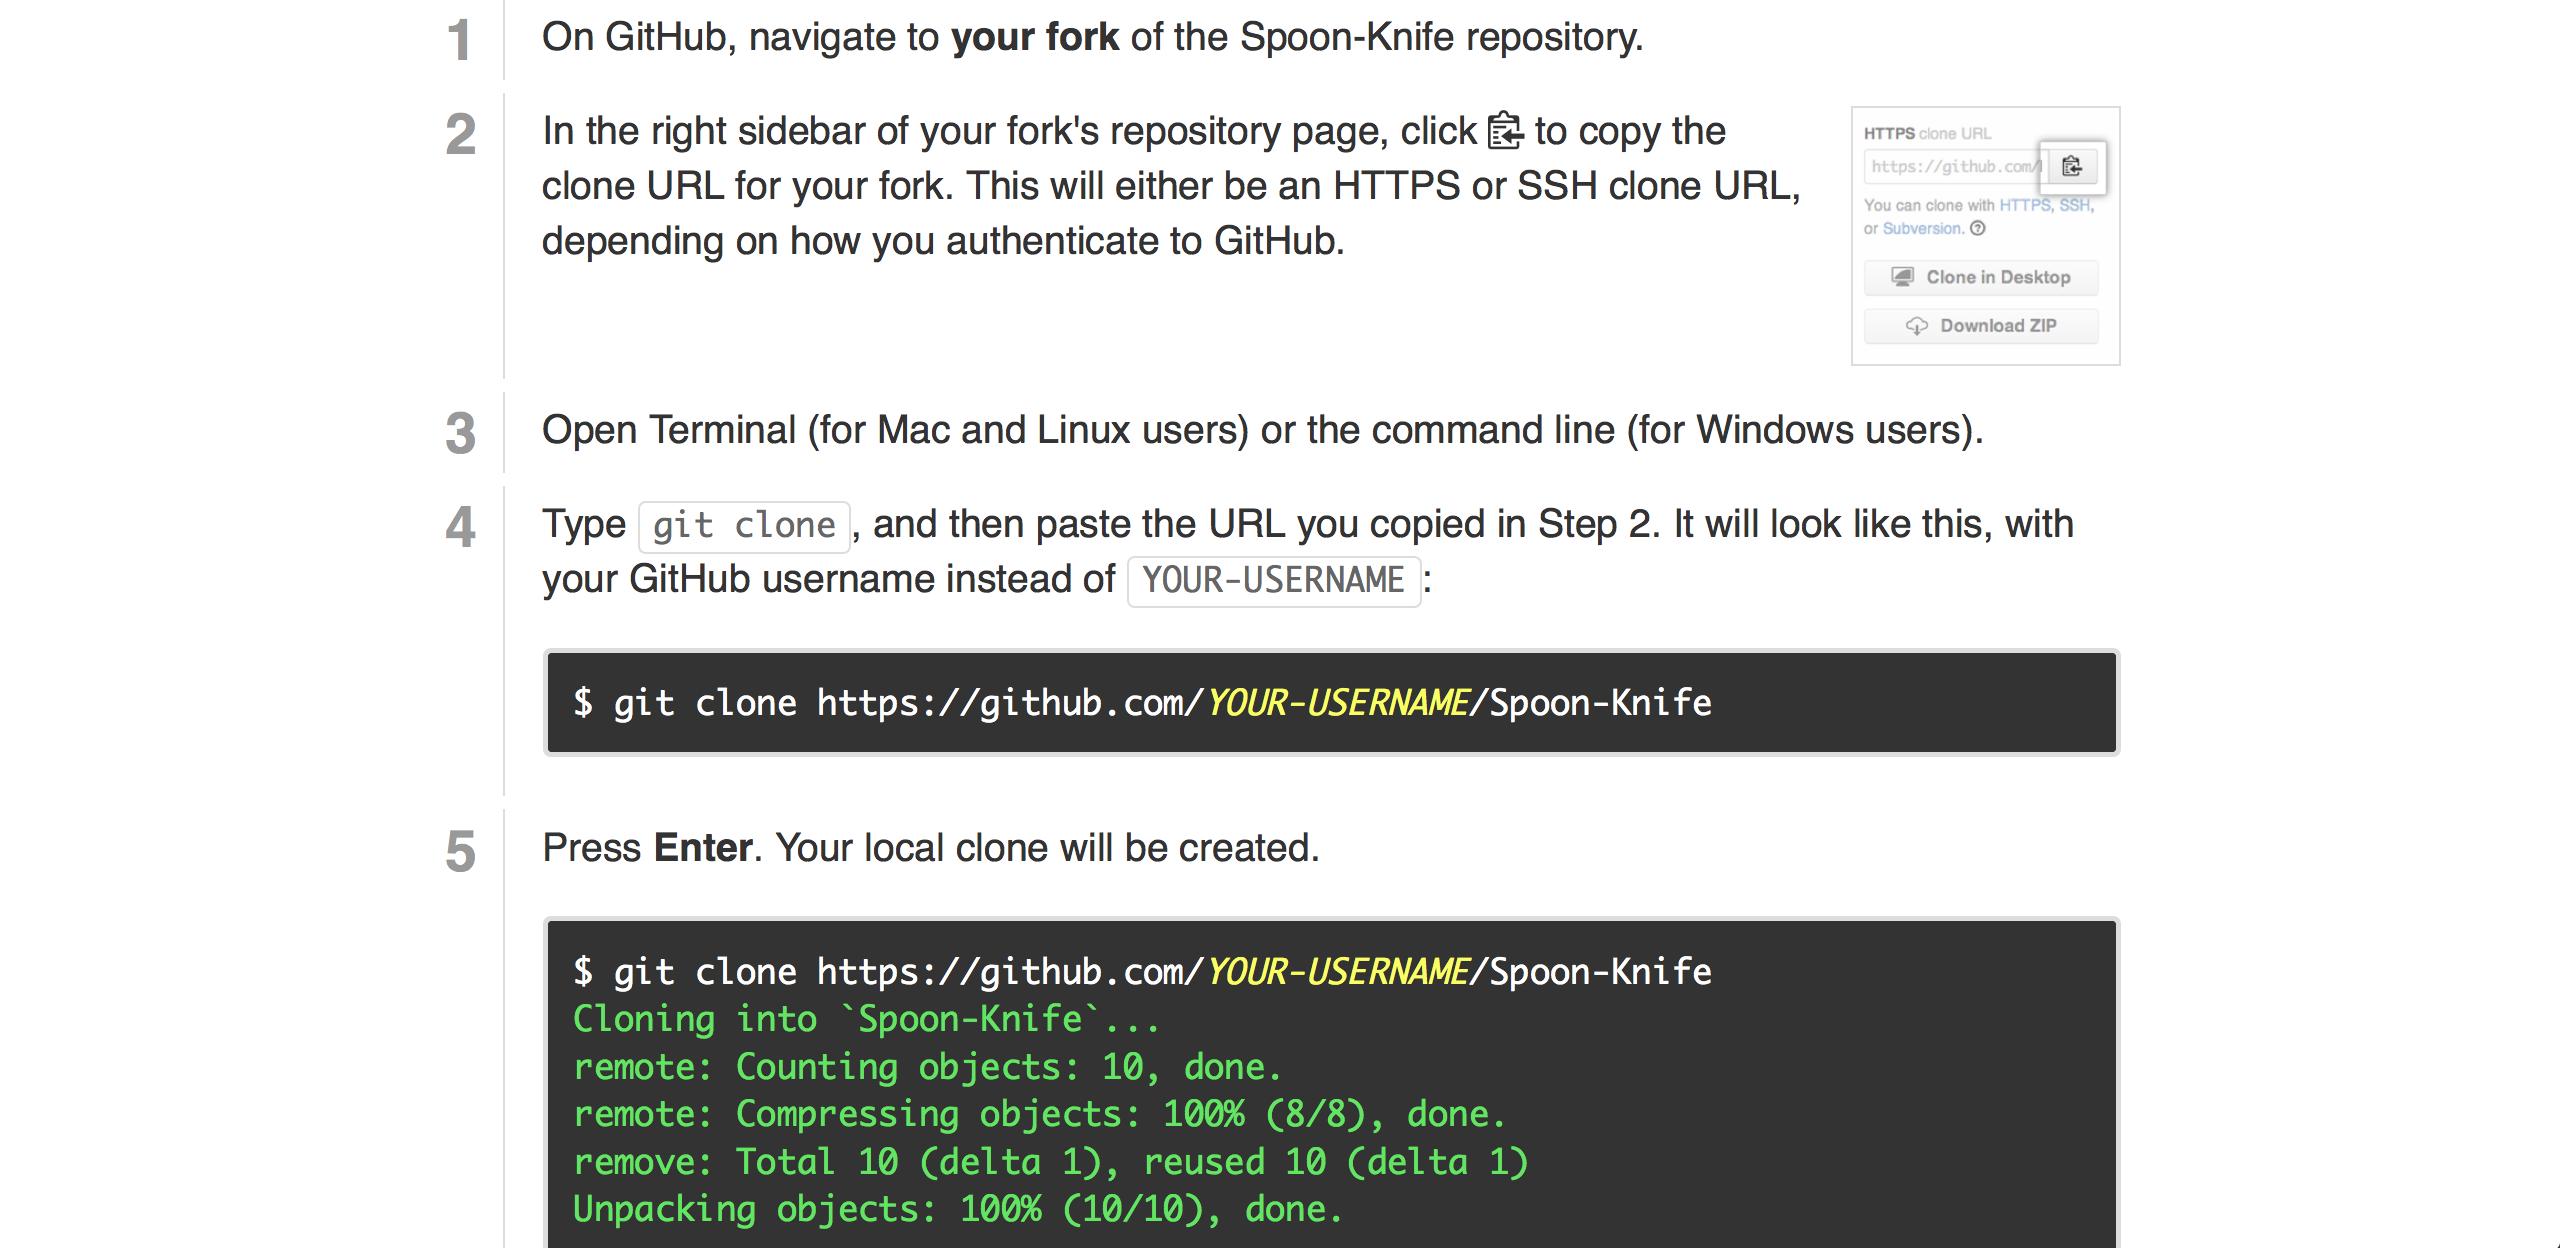 1
On GitHub, navigate to your fork of the Spoon-Knife repository.
2
In the right sidebar of your fork's repository page, click to copy the
clone URL for your fork. This will either be an HTTPS or SSH clone URL,
depending on how you authenticate to GitHub.
HTTPS clone URL
https://github.com/
You can clone with HTTPS, SSH,
or Subversion.
Clone in Desktop
Download ZIP
3
Open Terminal (for Mac and Linux users) or the command line (for Windows users).
4
Type git clone, and then paste the URL you copied in Step 2. It will look like this, with
your GitHub username instead of YOUR-USERNAME:
$ git clone https://github.com/YOUR-USERNAME/Spoon-Knife
5
Press Enter. Your local clone will be created.
$ git clone https://github.com/YOUR-USERNAME/Spoon-Knife
Cloning into `Spoon-Knife`...
remote: Counting objects: 10, done.
remote: Compressing objects: 100% (8/8), done.
remove: Total 10 (delta 1), reused 10 (delta 1)
Unpacking objects: 100% (10/10), done.